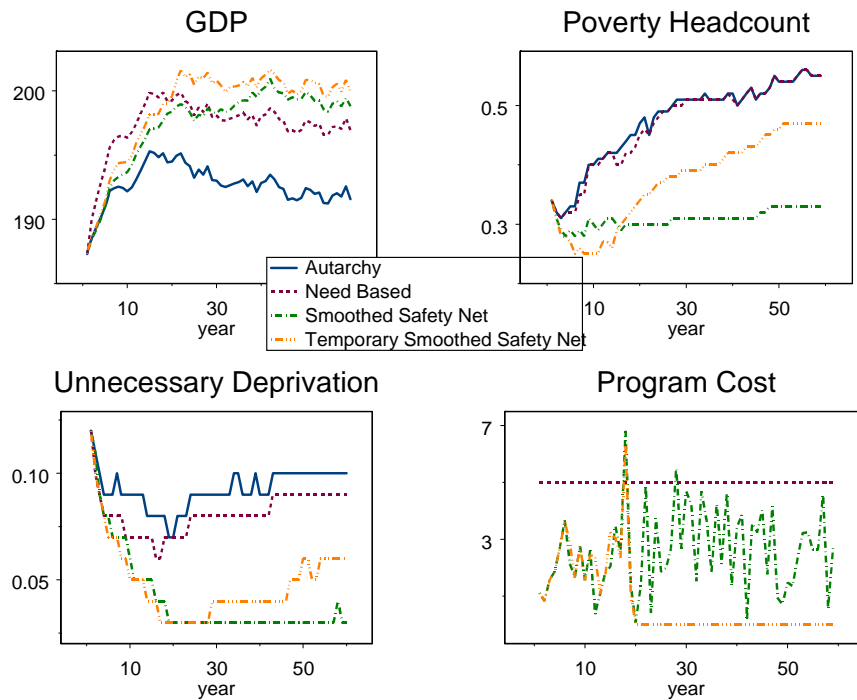 GDP
Poverty Headcount
200
190
0.5
0.3
10 30 50
year
10 30 50
year
Autarchy
Need Based
Smoothed Safety Net
Temporary Smoothed Safety Net
Unnecessary Deprivation
Program Cost
0.10
0.05
7
3
10 30 50
year
10 30 50
year